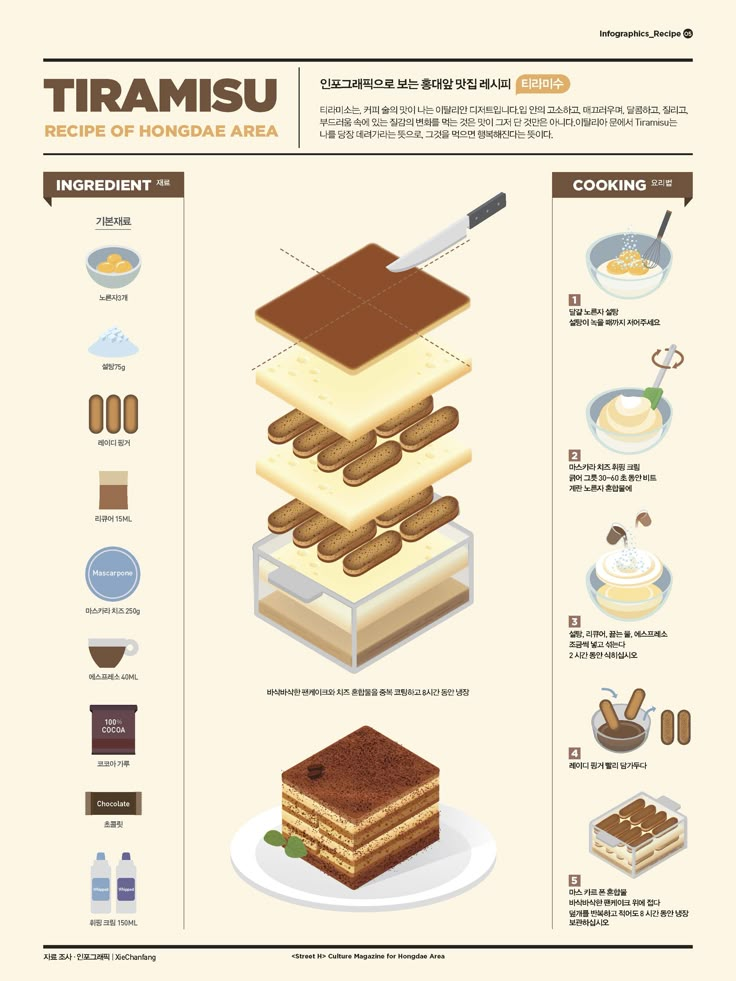 Infographics_Recipe 05
TIRAMISU
RECIPE OF HONGDAE AREA
인포그래픽으로 보는 홍대앞 맛집 레시피 티라미수
티라미소는, 커피 술의 맛이 나는 이탈리안 디저트입니다.입 안의 고소하고, 매끄러우며, 달콤하고, 질리고,
부드러움 속에 있는 질감의 변화를 먹는 것은 맛이 그저 단 것만은 아니다.이탈리아 문에서 Tiramisu는
나를 당장 데려가라는 뜻으로, 그것을 먹으면 행복해진다는 뜻이다.
INGREDIENT 재료
기본재료
노른자3개
설탕75g
레이디 핑거
리큐어 15ML
Mascarpone
마스카라 치즈 250g
에스프레소 40ML
100%
COCOA
코코아 가루
Chocolate
초콜릿
Whipped
Whipped
휘핑 크림 150ML
바삭바삭한 팬케이크와 치즈 혼합물을 중복 코팅하고 8시간 동안 냉장
COOKING 요리법
1
달걀 노른자 설탕
설탕이 녹을 때까지 저어주세요
2
마스카라 치즈 휘핑 크림
긁어 그릇 30-60 초 동안 비트
계란 노른자 혼합물에
3
설탕, 리큐어, 끓는 물, 에스프레소
조금씩 넣고 섞는다
2 시간 동안 식히십시오
4
레이디 핑거 빨리 담가두다
5
마스 카르 폰 혼합물
바삭바삭한 팬케이크 위에 접다
덮개를 반복하고 적어도 8 시간 동안 냉장
보관하십시오
자료 조사 · 인포그래픽 | XieChanfang
<Street H> Culture Magazine for Hongdae Area